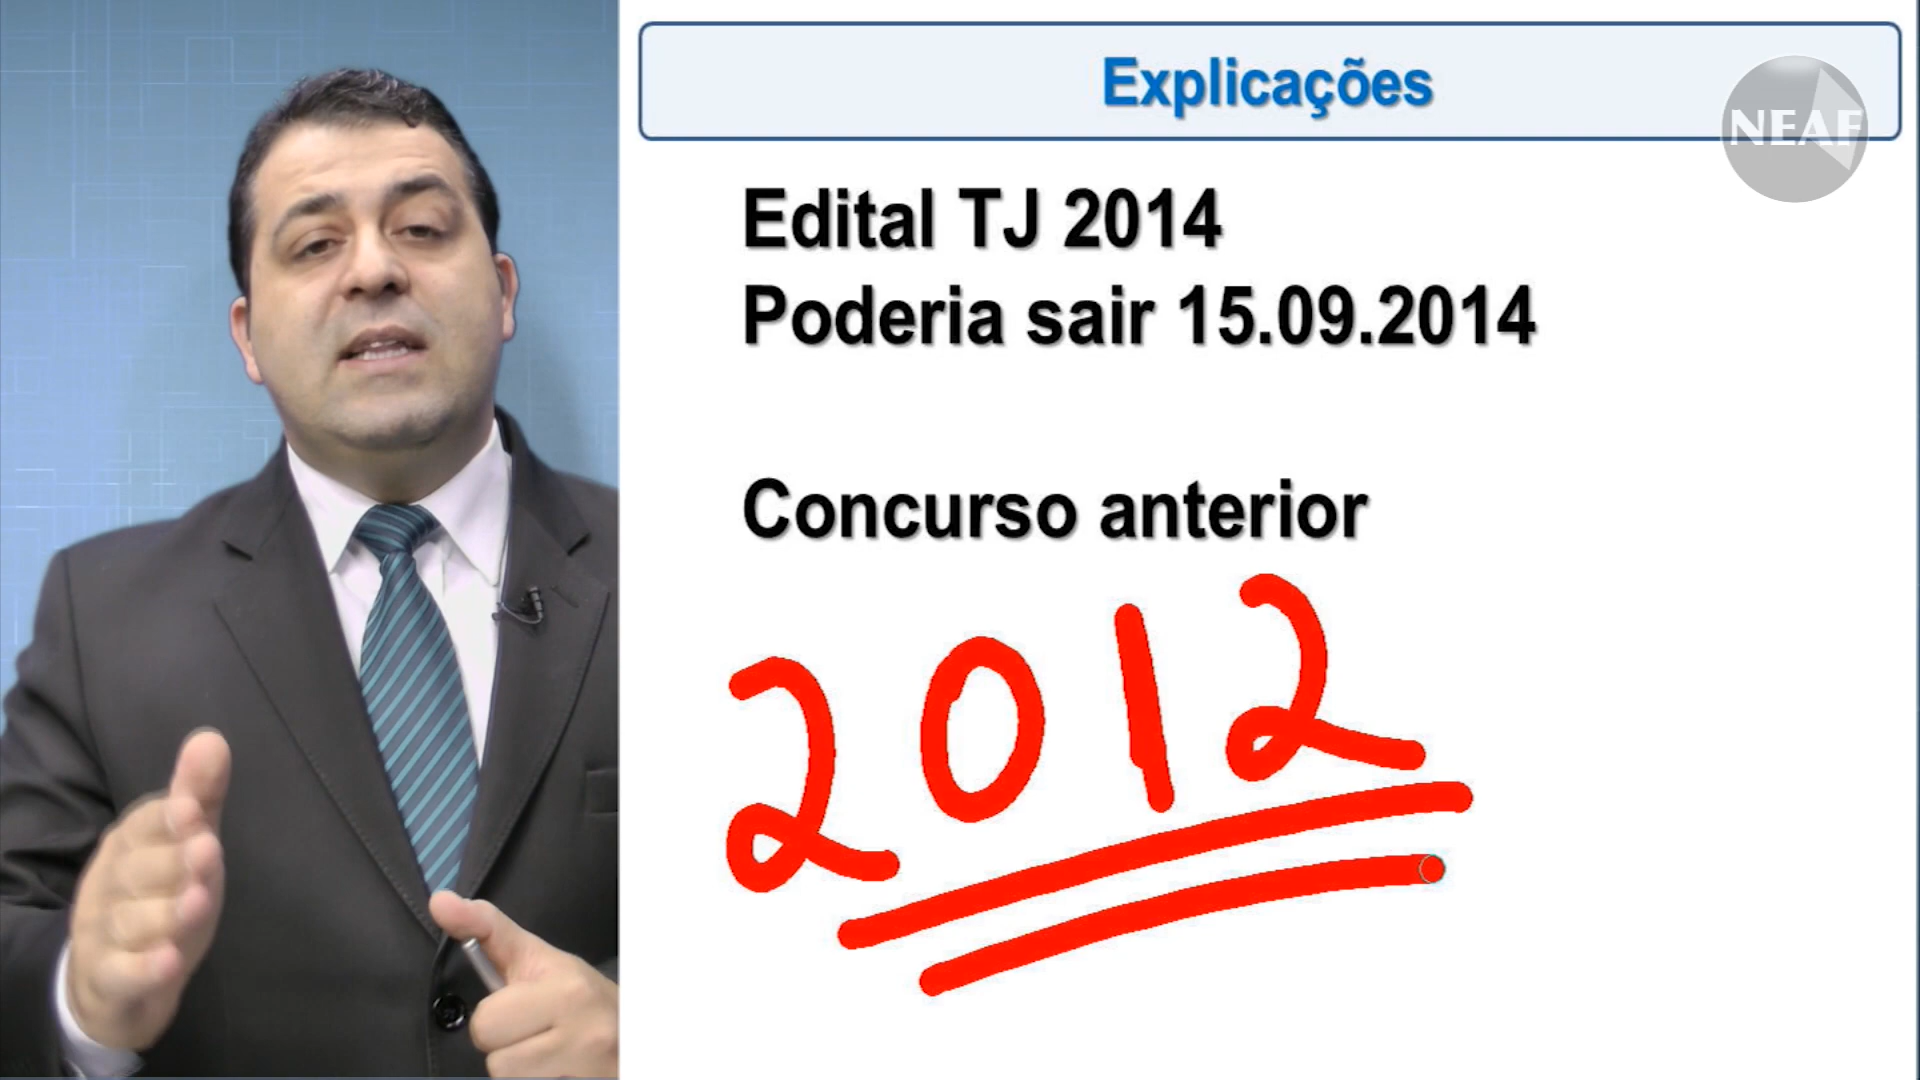 Explicações
NEAF
Edital TJ 2014
Poderia sair 15.09.2014
Concurso anterior
2012